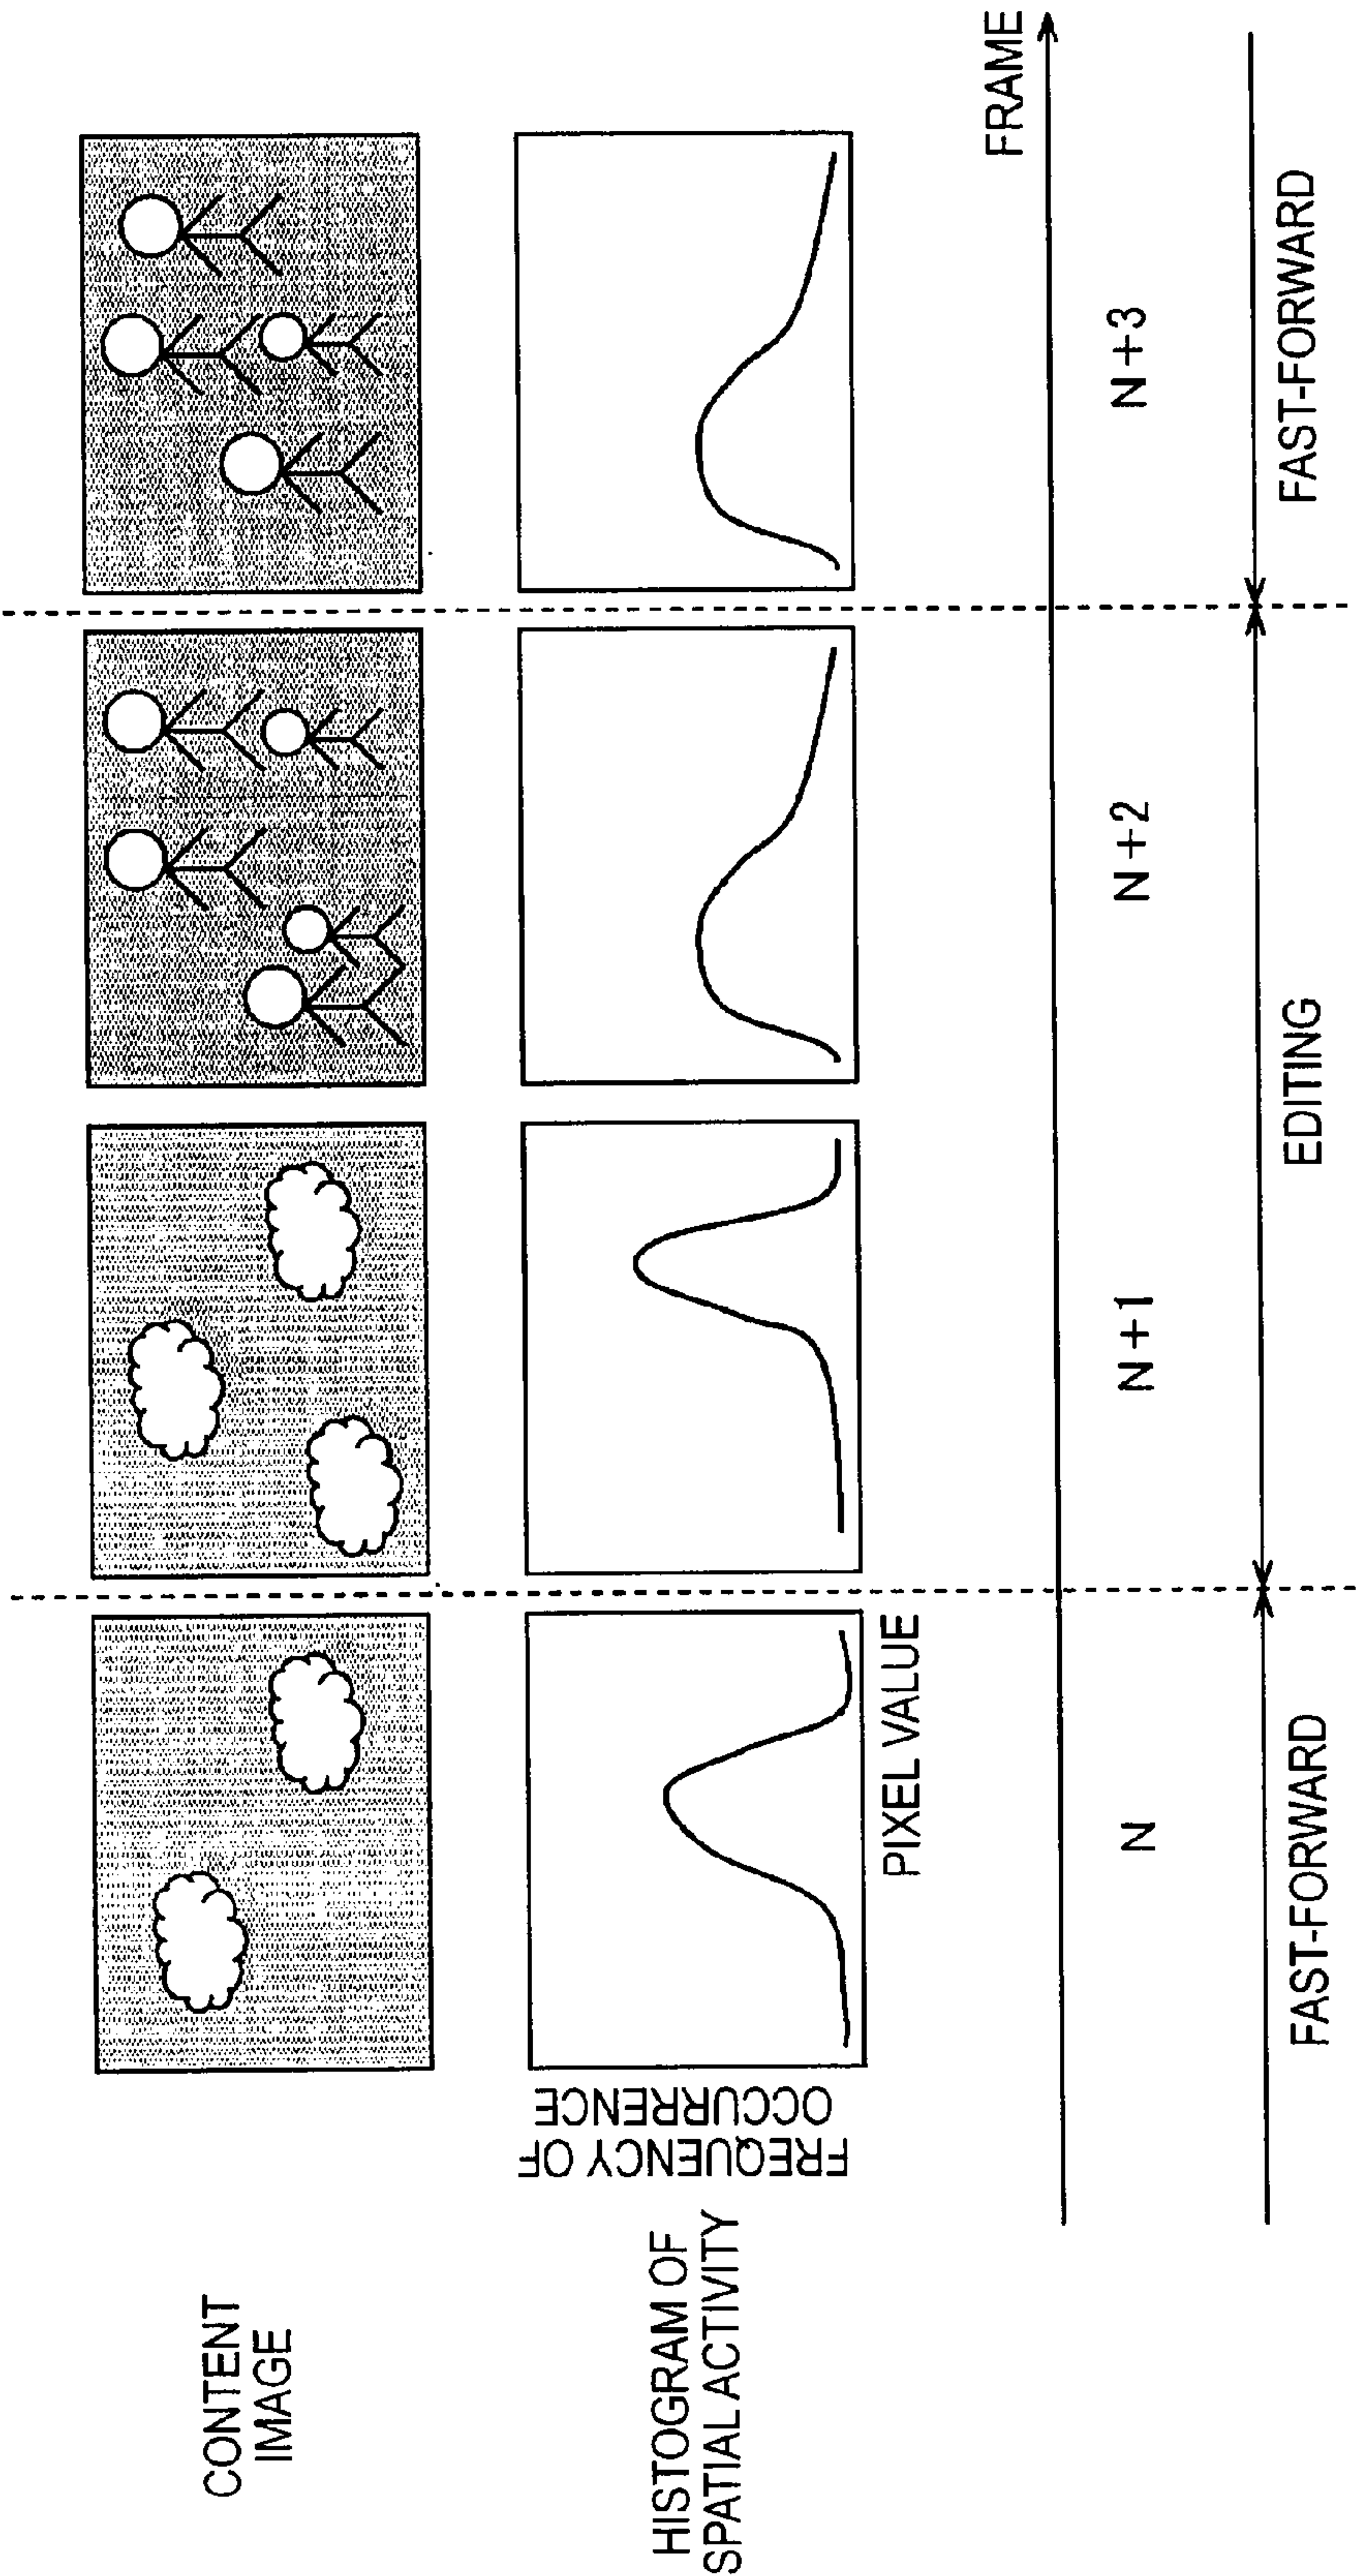 CONTENT
IMAGE
HISTOGRAM OF
SPATIAL ACTIVITY
FREQUENCY OF
OCCURRENCE
PIXEL VALUE
FRAME
N
N+1
N+2
N+3
FAST-FORWARD
EDITING
FAST-FORWARD